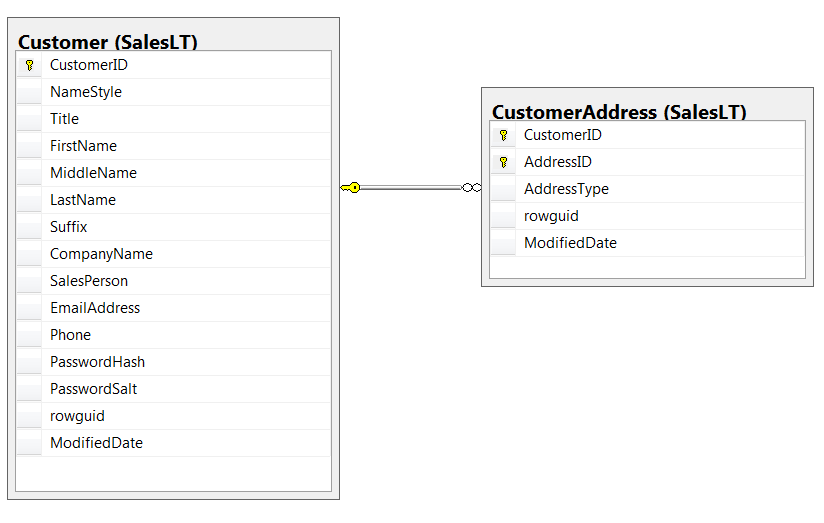 Customer (SalesLT)
CustomerID
NameStyle
Title
FirstName
MiddleName
LastName
Suffix
CompanyName
SalesPerson
EmailAddress
Phone
PasswordHash
PasswordSalt
rowguid
ModifiedDate
CustomerAddress (SalesLT)
CustomerID
AddressID
AddressType
rowguid
ModifiedDate